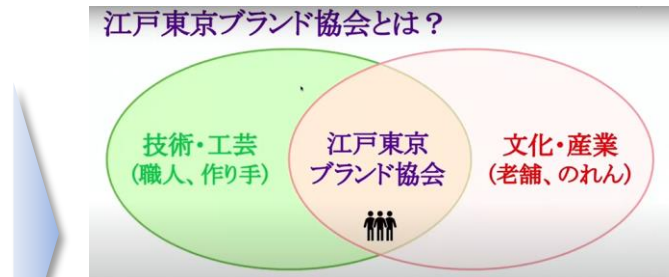 江戸東京ブランド協会とは？
技術・工芸
(職人、作り手)
江戸東京
ブランド協会
文化・産業
(老舗、のれん)